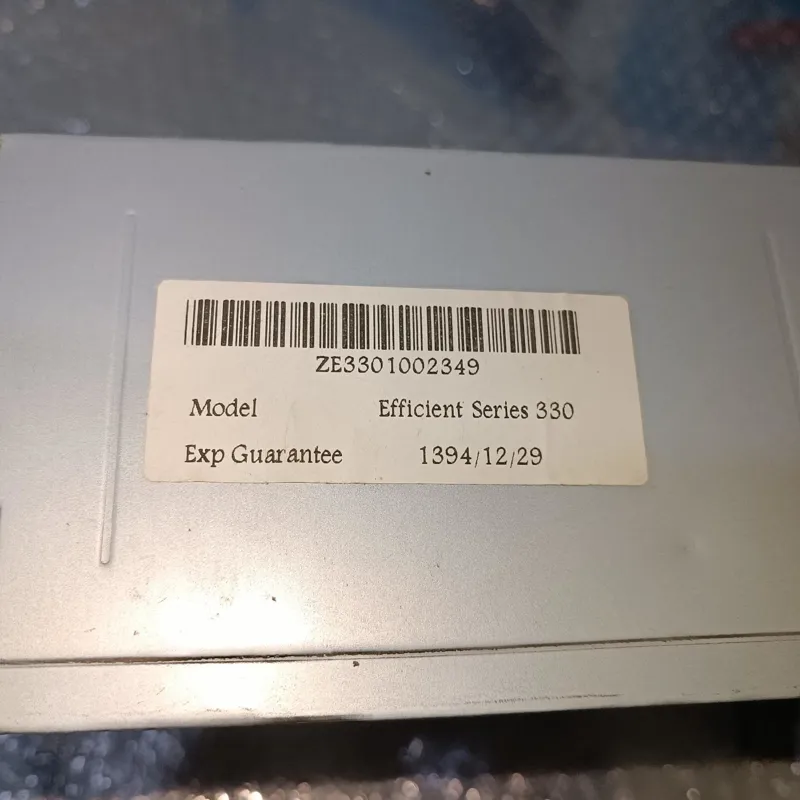 ZE3301002349
Model Efficient Series 330
Exp Guarantee 1394/12/29